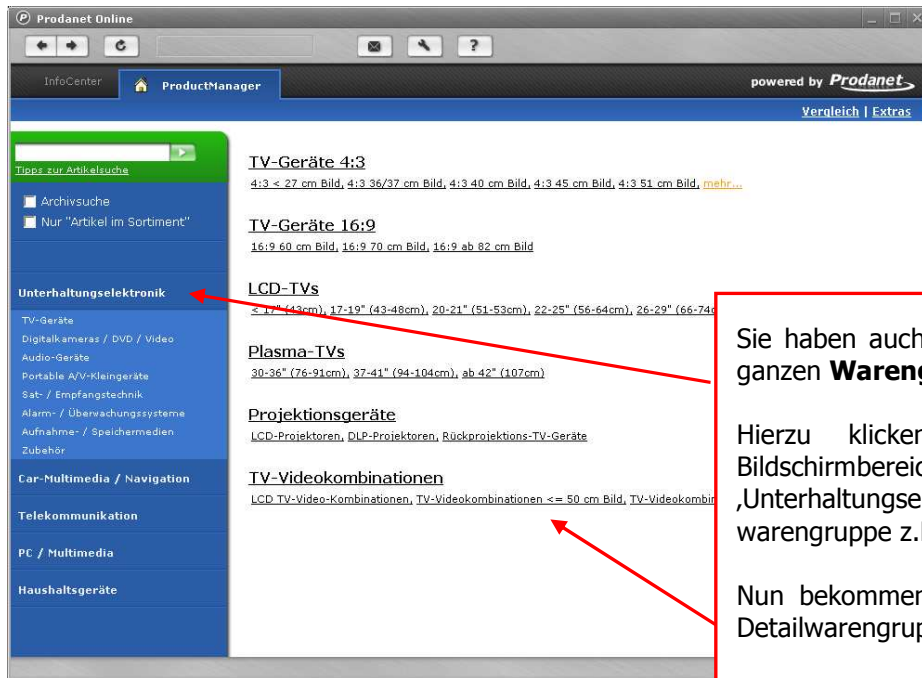 Prodanet Online
InfoCenter
ProductManager
powered by Prodanet
Vergleich | Extras
Tipps zur Artikelsuche
Archivsuche
Nur "Artikel im Sortiment"
Unterhaltungselektronik
TV-Geräte
Digitalkameras / DVD / Video
Audio-Geräte
Portable A/V-Kleingeräte
Sat- / Empfangstechnik
Alarm- / Überwachungssysteme
Aufnahme- / Speichermedien
Zubehör
Car-Multimedia / Navigation
Telekommunikation
PC / Multimedia
Haushaltsgeräte
TV-Geräte 4:3
4:3 < 27 cm Bild, 4:3 36/37 cm Bild, 4:3 40 cm Bild, 4:3 45 cm Bild, 4:3 51 cm Bild, mehr...
TV-Geräte 16:9
16:9 60 cm Bild, 16:9 70 cm Bild, 16:9 ab 82 cm Bild
LCD-TVs
< 17" (43cm), 17-19" (43-48cm), 20-21" (51-53cm), 22-25" (56-64cm), 26-29" (66-74c
Plasma-TVs
30-36" (76-91cm), 37-41" (94-104cm), ab 42" (107cm)
Projektionsgeräte
LCD-Projektoren, DLP-Projektoren, Rückprojektions-TV-Geräte
TV-Videokombinationen
LCD TV-Video-Kombinationen, TV-Videokombinationen <= 50 cm Bild, TV-Videokombin
Sie haben auch
ganzen Wareng
Hierzu klicken
Bildschirmbereic
‚Unterhaltungse
warengruppe z.
Nun bekommen
Detailwarengrup